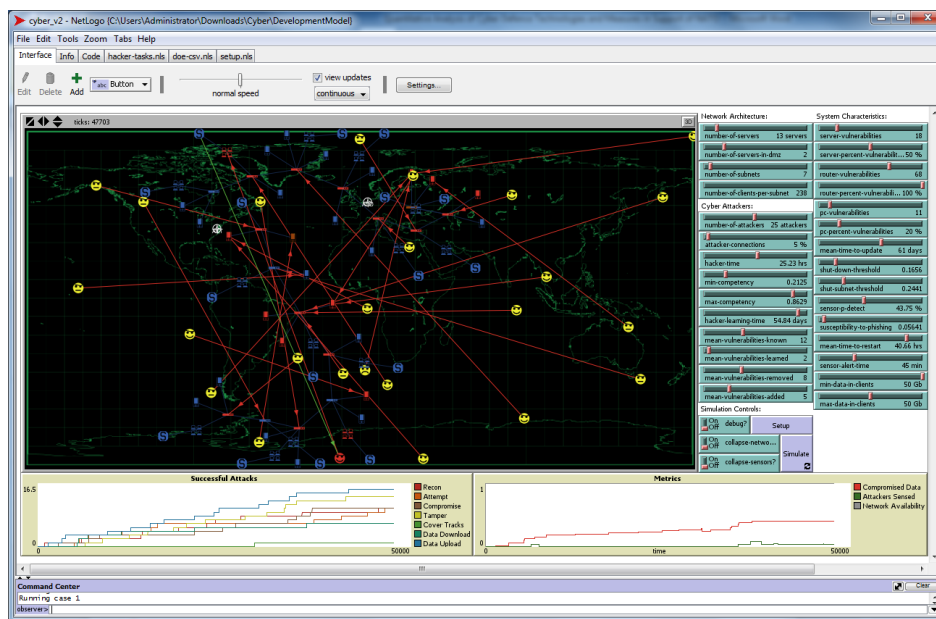 cyber_v2 - NetLogo {C:\Users\Administrator\Downloads\Cyber\DevelopmentModel}
File Edit Tools Zoom Tabs Help
Interface Info Code hacker-tasks.nls doe-csv.nls setup.nls
Edit Delete Add abc Button normal speed view updates continuous Settings...
ticks: 47703 3D
Network Architecture:
number-of-servers 13 servers
number-of-servers-in-dmz 2
number-of-subnets 7
number-of-clients-per-subnet 238
Cyber Attackers:
number-of-attackers 25 attackers
attacker-connections 5 %
hacker-time 25.23 hrs
min-competency 0.2125
max-competency 0.8629
hacker-learning-time 54.84 days
mean-vulnerabilities-known 12
mean-vulnerabilities-learned 2
mean-vulnerabilities-removed 8
mean-vulnerabilities-added 5
Simulation Controls:
On Off debug? Setup
On Off collapse-netwo... Simulate
On Off collapse-sensors?
System Characteristics:
server-vulnerabilities 18
server-percent-vulnerabilit... 50 %
router-vulnerabilities 68
router-percent-vulnerabili... 100 %
pc-vulnerabilities 11
pc-percent-vulnerabilities 20 %
mean-time-to-update 61 days
shut-down-threshold 0.1656
shut-subnet-threshold 0.2441
sensor-p-detect 43.75 %
susceptibility-to-phishing 0.05641
mean-time-to-restart 40.66 hrs
sensor-alert-time 45 min
min-data-in-clients 50 Gb
max-data-in-clients 50 Gb
Successful Attacks
16.5
0
0 50000
Recon
Attempt
Compromise
Tamper
Cover Tracks
Data Download
Data Upload
Metrics
1
0
0 time 50000
Compromised Data
Attackers Sensed
Network Availability
Command Center Clear
Running case 1
observer>